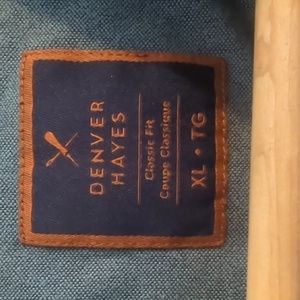 DENVER
HAYES
Classic Fit
Coupe Classique
XL • TG